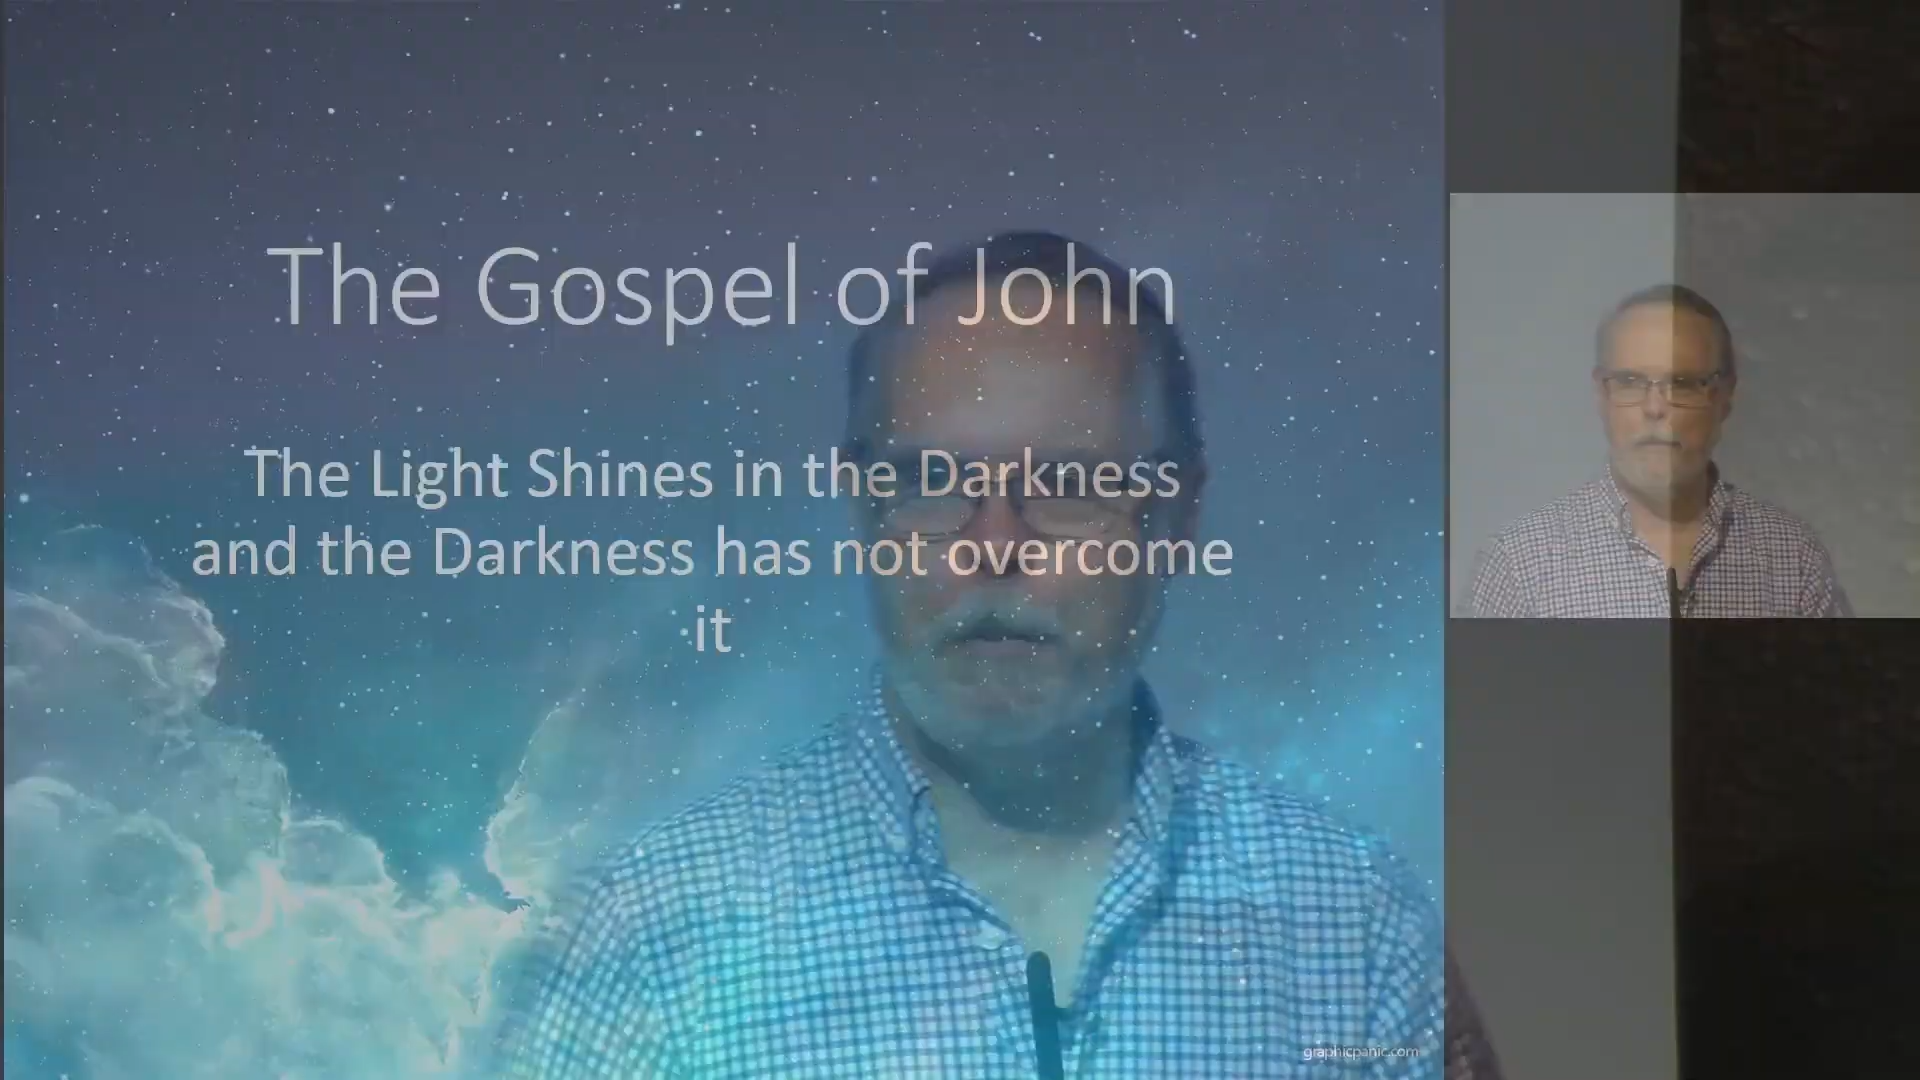 The Gospel of John
The Light Shines in the Darkness
and the Darkness has not overcome
it
graphicpanic.com